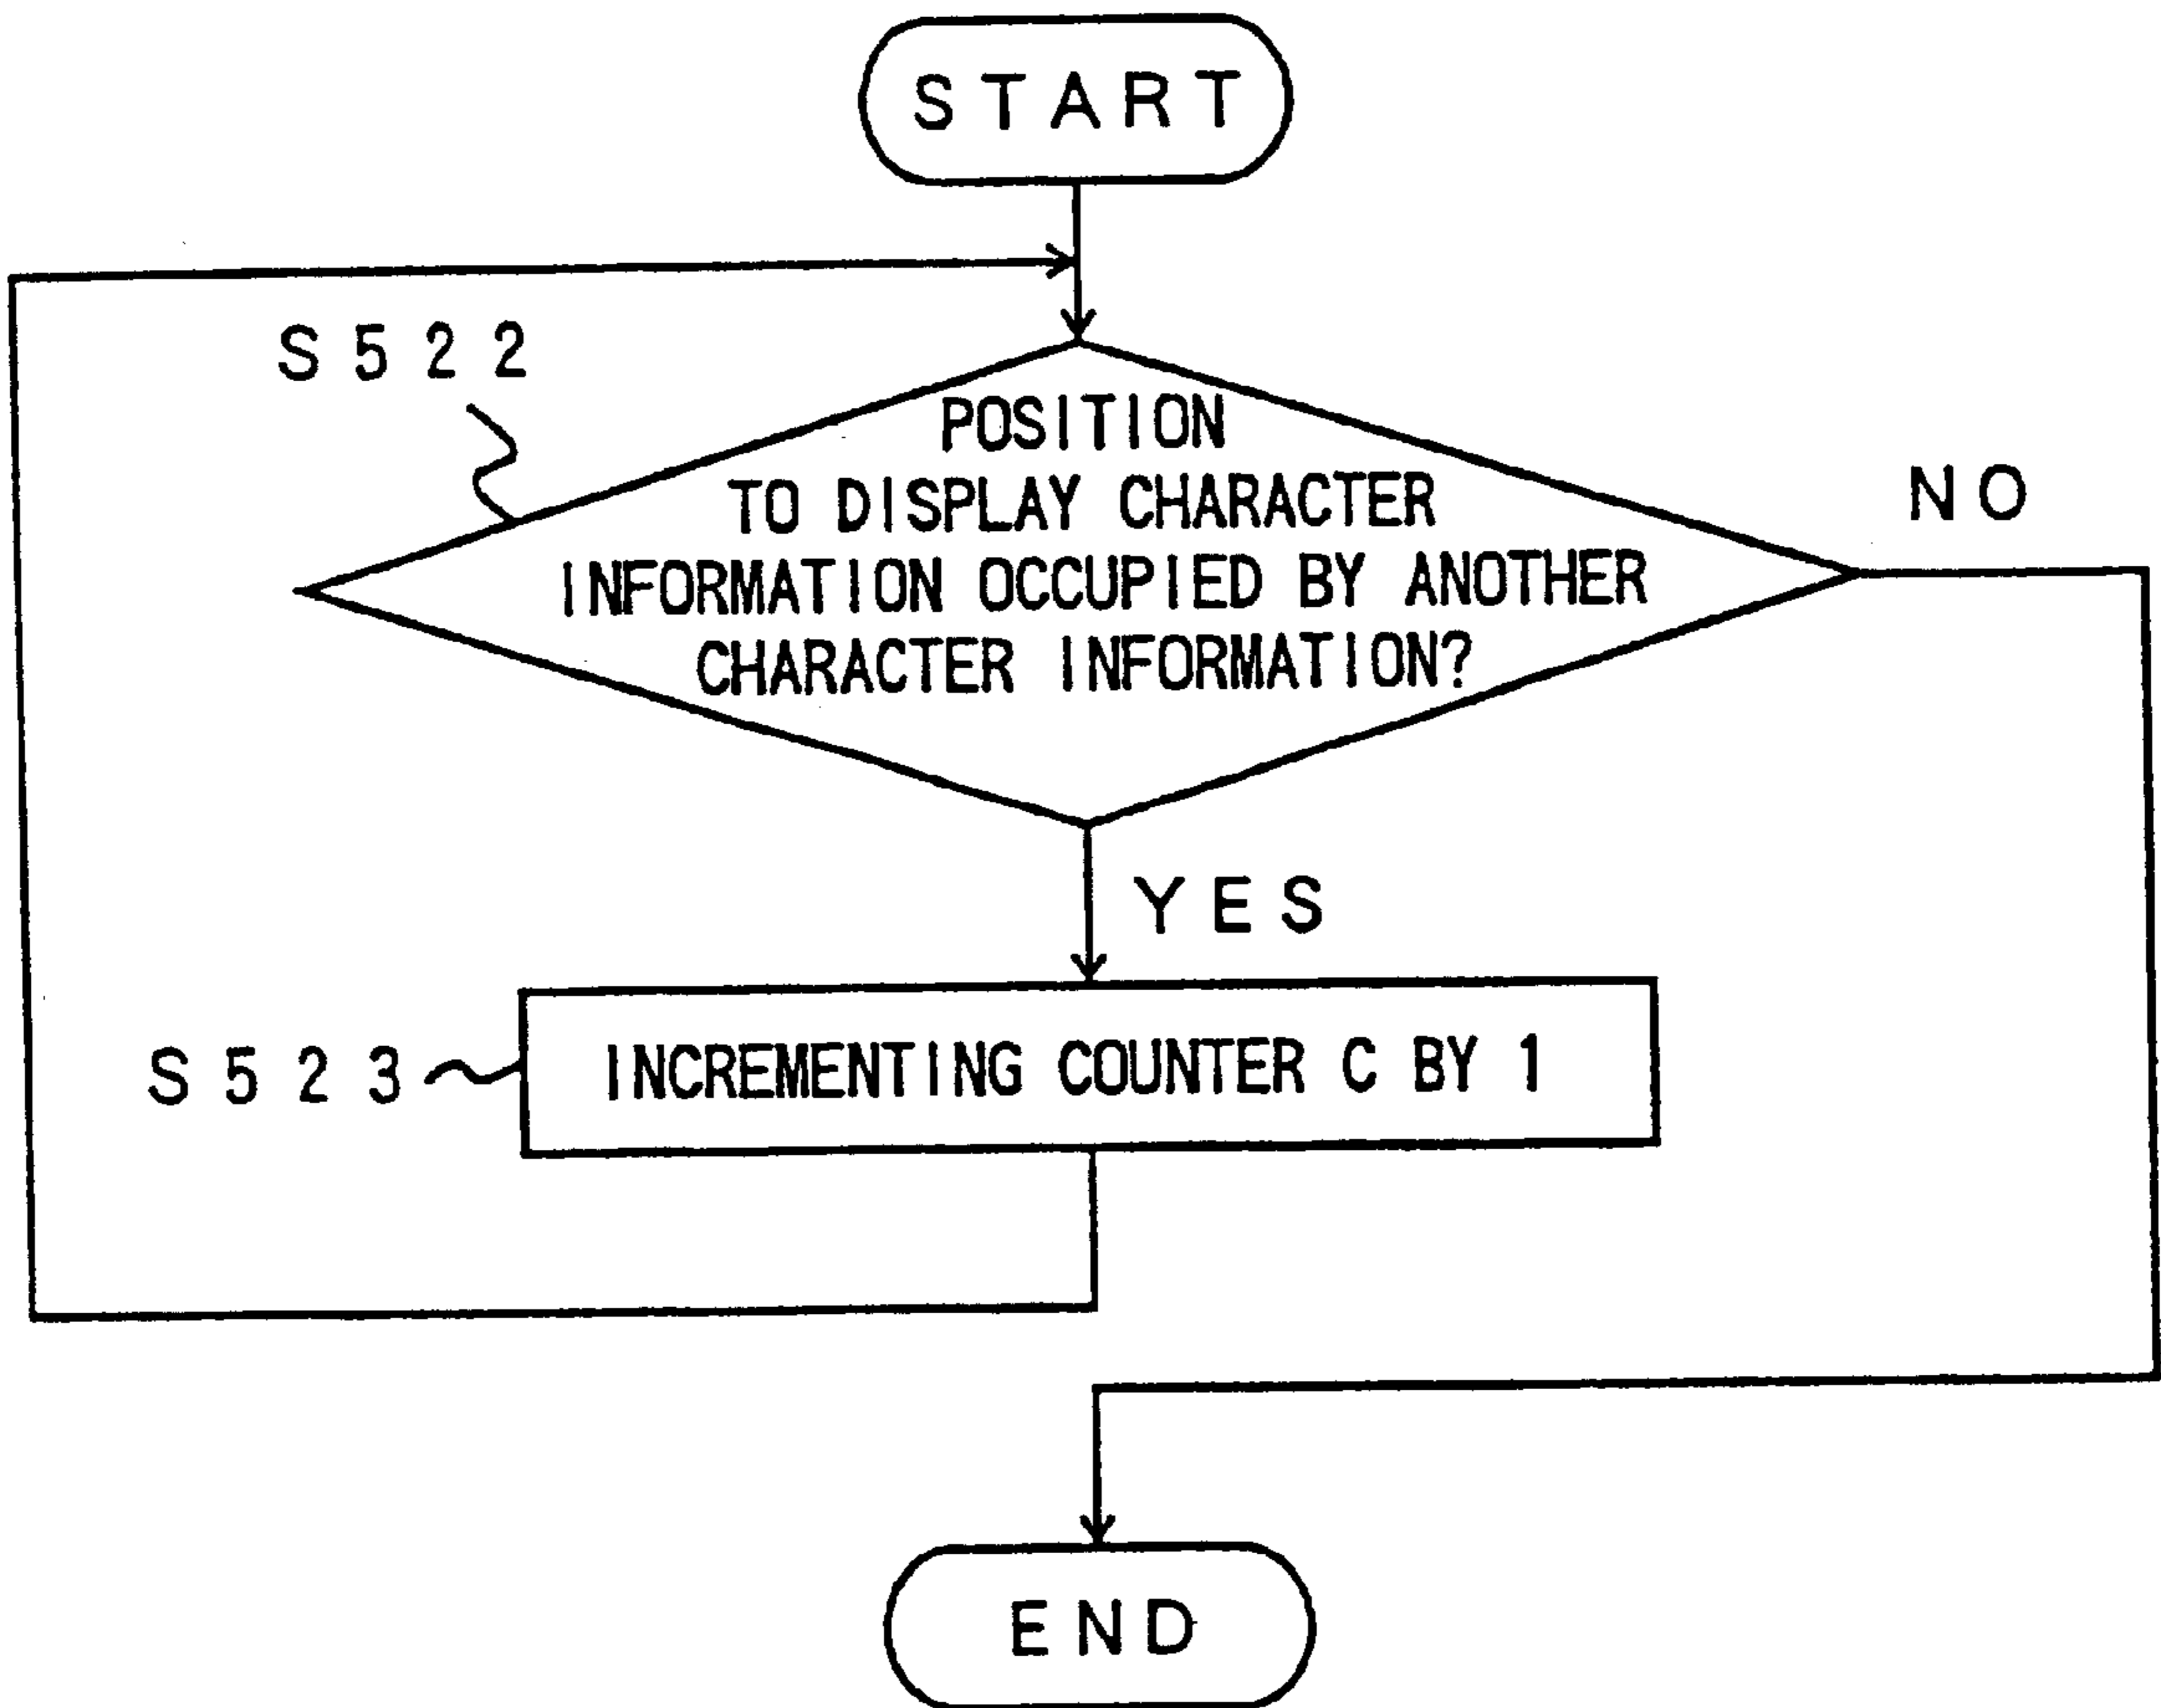 START
S522
POSITION
TO DISPLAY CHARACTER
INFORMATION OCCUPIED BY ANOTHER
CHARACTER INFORMATION?
NO
YES
S523
INCREMENTING COUNTER C BY 1
END